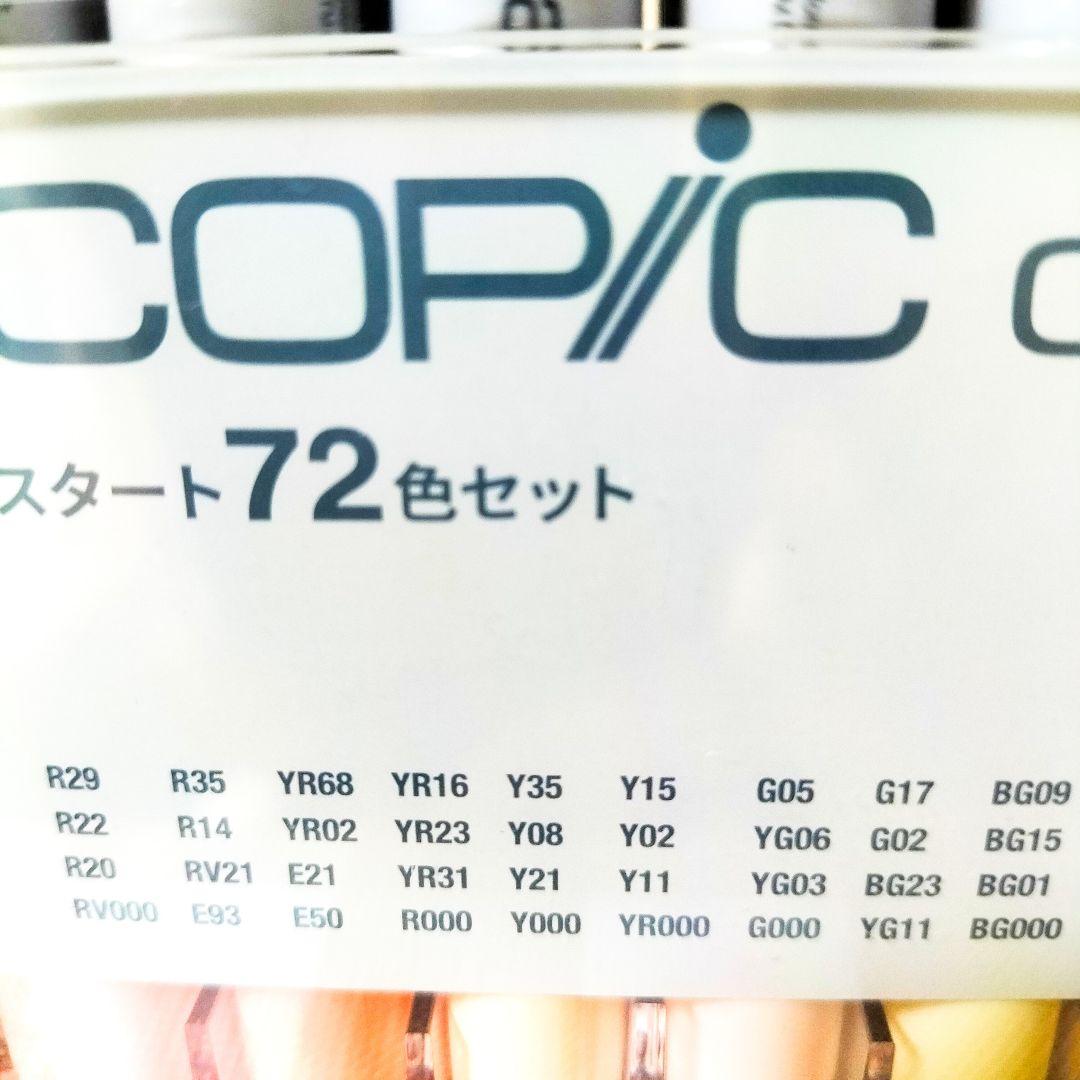 COPiC
スタート72色セット
R29 R35 YR68 YR16 Y35 Y15 G05 G17 BG09
R22 R14 YR02 YR23 Y08 Y02 YG06 G02 BG15
R20 RV21 E21 YR31 Y21 Y11 YG03 BG23 BG01
RV000 E93 E50 R000 Y000 YR000 G000 YG11 BG000